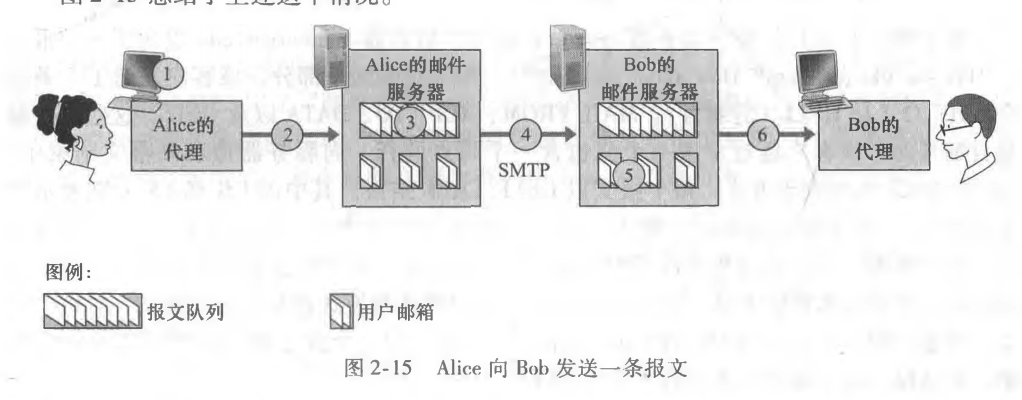 图 2-15 总结了上述这个情况。
1
Alice的
代理
2
Alice的邮件
服务器
3
4
SMTP
Bob的
邮件服务器
5
6
Bob的
代理
图例:
报文队列
用户邮箱
图 2-15 Alice 向 Bob 发送一条报文